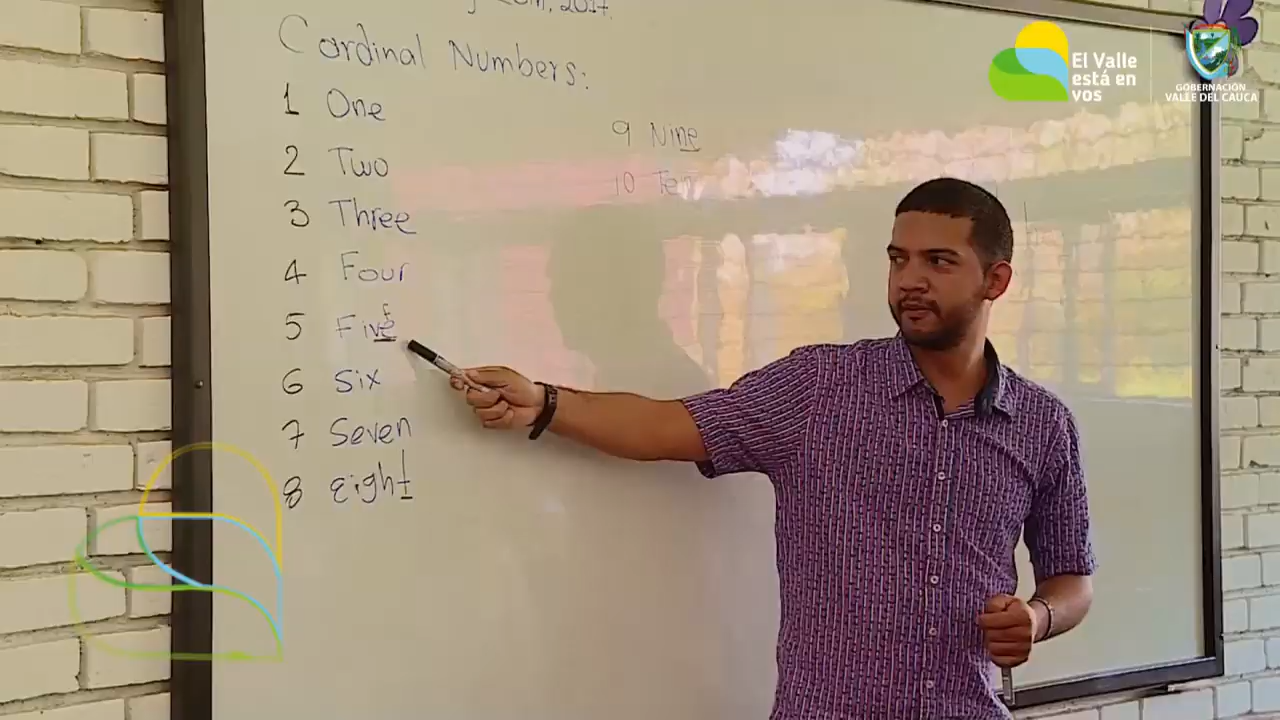 2017.
Cardinal Numbers:
1 One
2 Two
3 Three
4 Four
5 Five
f
6 Six
7 Seven
8 eight
9 Nine
10 Ten
El Valle
está en
vos
GOBERNACIÓN
VALLE DEL CAUCA